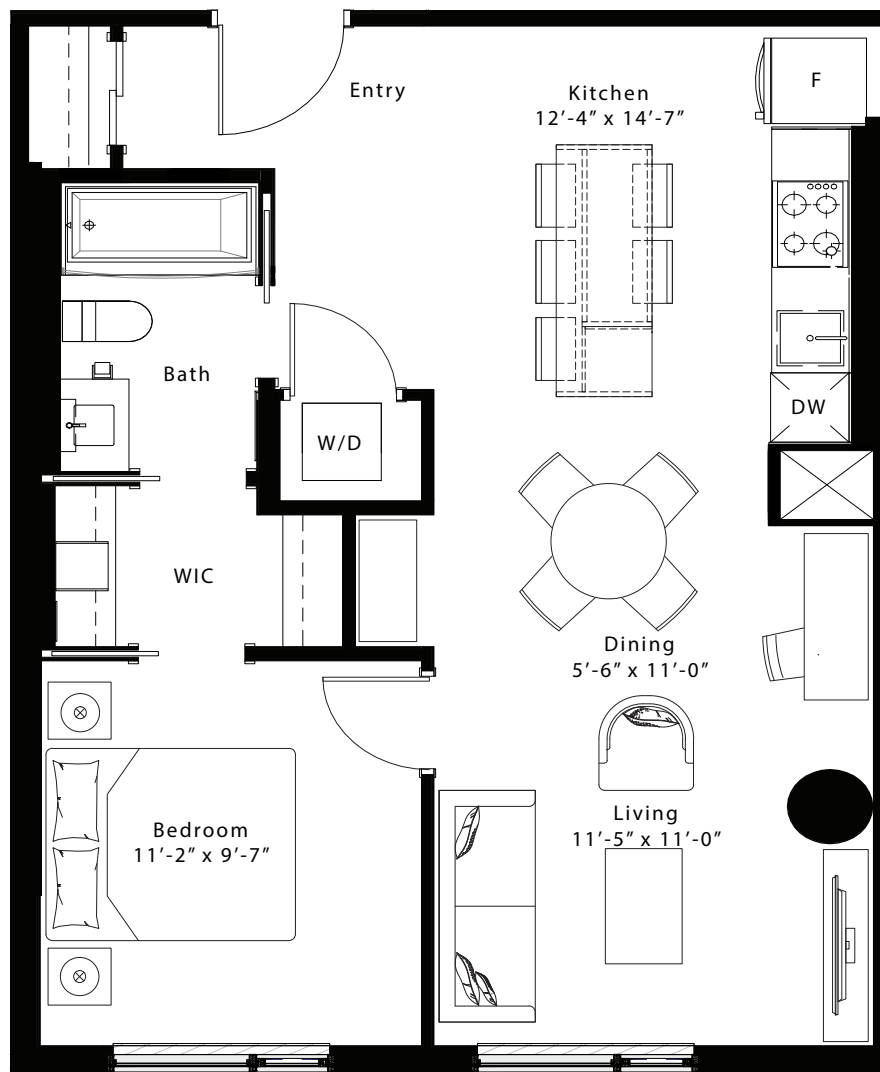 Entry
Kitchen
12’-4” x 14’-7”
F
Bath
W/D
DW
WIC
Dining
5’-6” x 11’-0”
Living
11’-5” x 11’-0”
Bedroom
11’-2” x 9’-7”